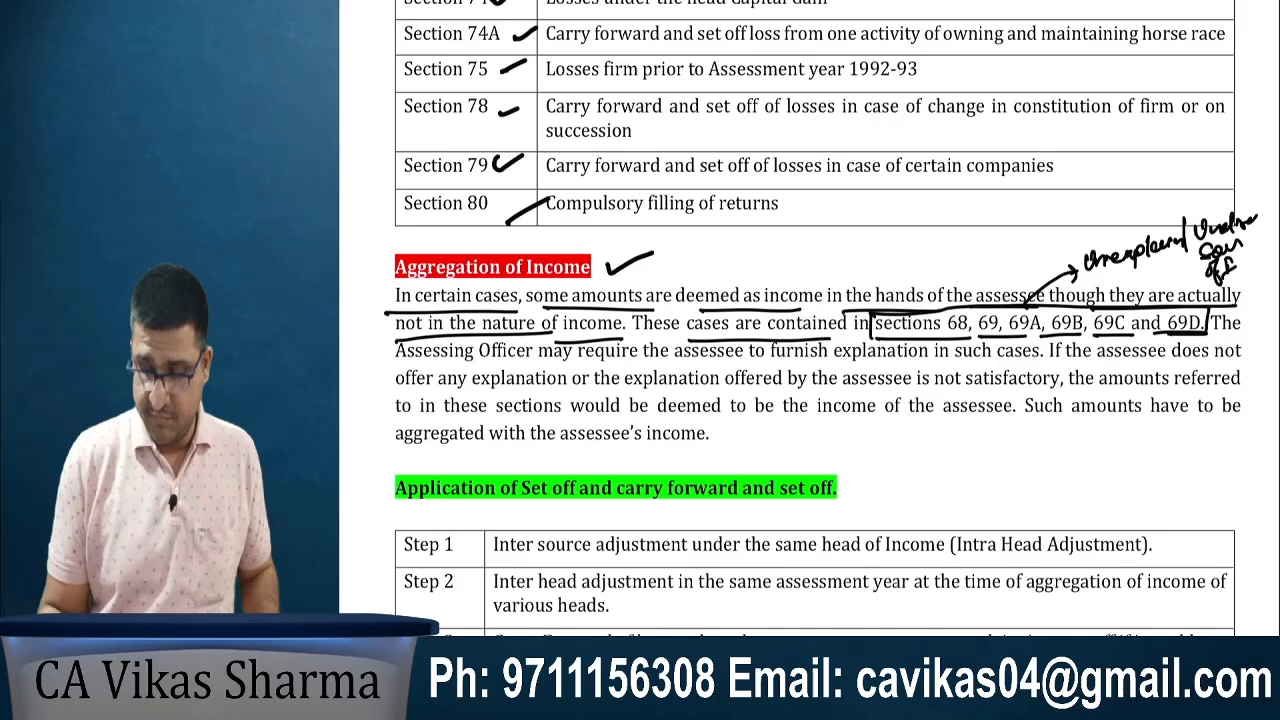 Section 74
Losses under the head Capital Gain
Section 74A
Carry forward and set off loss from one activity of owning and maintaining horse race
Section 75
Losses firm prior to Assessment year 1992-93
Section 78
Carry forward and set off of losses in case of change in constitution of firm or on
succession
Section 79
Carry forward and set off of losses in case of certain companies
Section 80
Compulsory filling of returns
Aggregation of Income
In certain cases, some amounts are deemed as income in the hands of the assessee though they are actually
not in the nature of income. These cases are contained in sections 68, 69, 69A, 69B, 69C and 69D. The
Assessing Officer may require the assessee to furnish explanation in such cases. If the assessee does not
offer any explanation or the explanation offered by the assessee is not satisfactory, the amounts referred
to in these sections would be deemed to be the income of the assessee. Such amounts have to be
aggregated with the assessee's income.
Application of Set off and carry forward and set off.
Step 1
Inter source adjustment under the same head of Income (Intra Head Adjustment).
Step 2
Inter head adjustment in the same assessment year at the time of aggregation of income of
various heads.
CA Vikas Sharma
Ph: 9711156308 Email: cavikas04@gmail.com